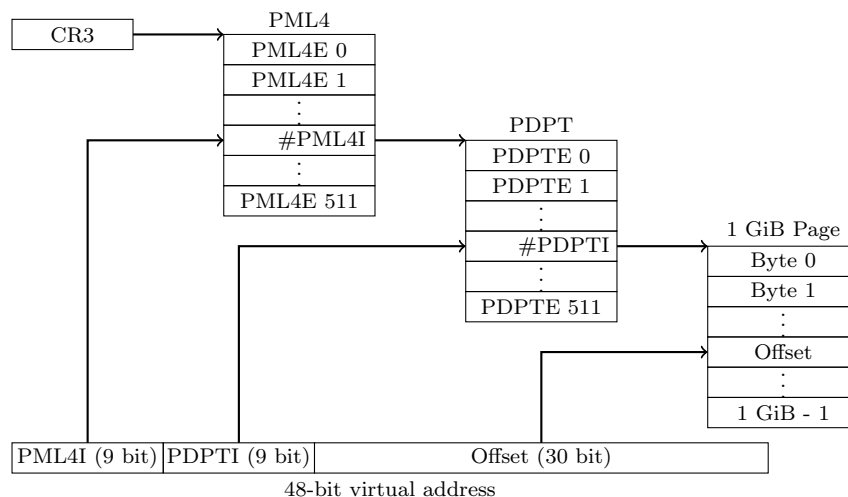 PML4
CR3
PML4E 0
PML4E 1
⋮
#PML4I
⋮
PML4E 511
PDPT
PDPTE 0
PDPTE 1
⋮
#PDPTI
⋮
PDPTE 511
1 GiB Page
Byte 0
Byte 1
⋮
Offset
⋮
1 GiB - 1
PML4I (9 bit) PDPTI (9 bit) Offset (30 bit)
48-bit virtual address